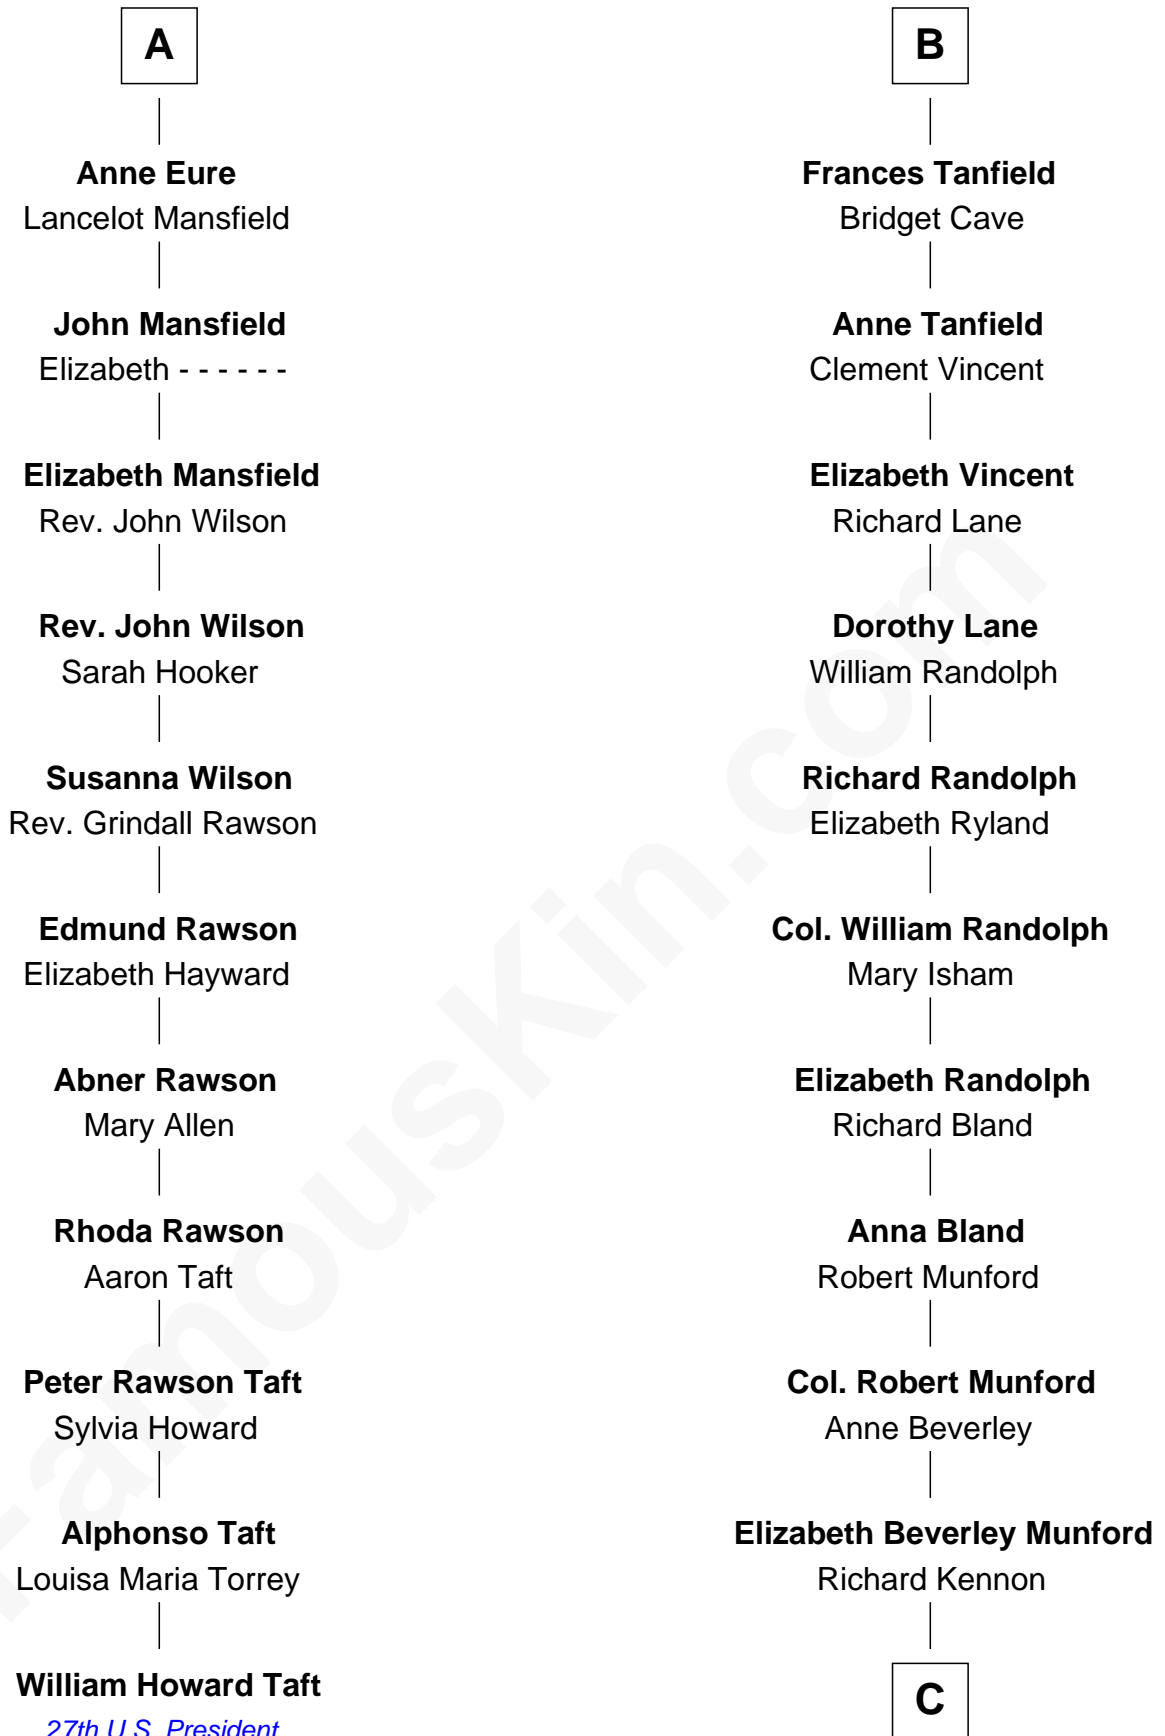 A
Anne Eure
Lancelot Mansfield
John Mansfield
Elizabeth - - - - - -
Elizabeth Mansfield
Rev. John Wilson
Rev. John Wilson
Sarah Hooker
Susanna Wilson
Rev. Grindall Rawson
Edmund Rawson
Elizabeth Hayward
Abner Rawson
Mary Allen
Rhoda Rawson
Aaron Taft
Peter Rawson Taft
Sylvia Howard
Alphonso Taft
Louisa Maria Torrey
William Howard Taft
27th U.S. President
B
Frances Tanfield
Bridget Cave
Anne Tanfield
Clement Vincent
Elizabeth Vincent
Richard Lane
Dorothy Lane
William Randolph
Richard Randolph
Elizabeth Ryland
Col. William Randolph
Mary Isham
Elizabeth Randolph
Richard Bland
Anna Bland
Robert Munford
Col. Robert Munford
Anne Beverley
Elizabeth Beverley Munford
Richard Kennon
C
FamousKin.com